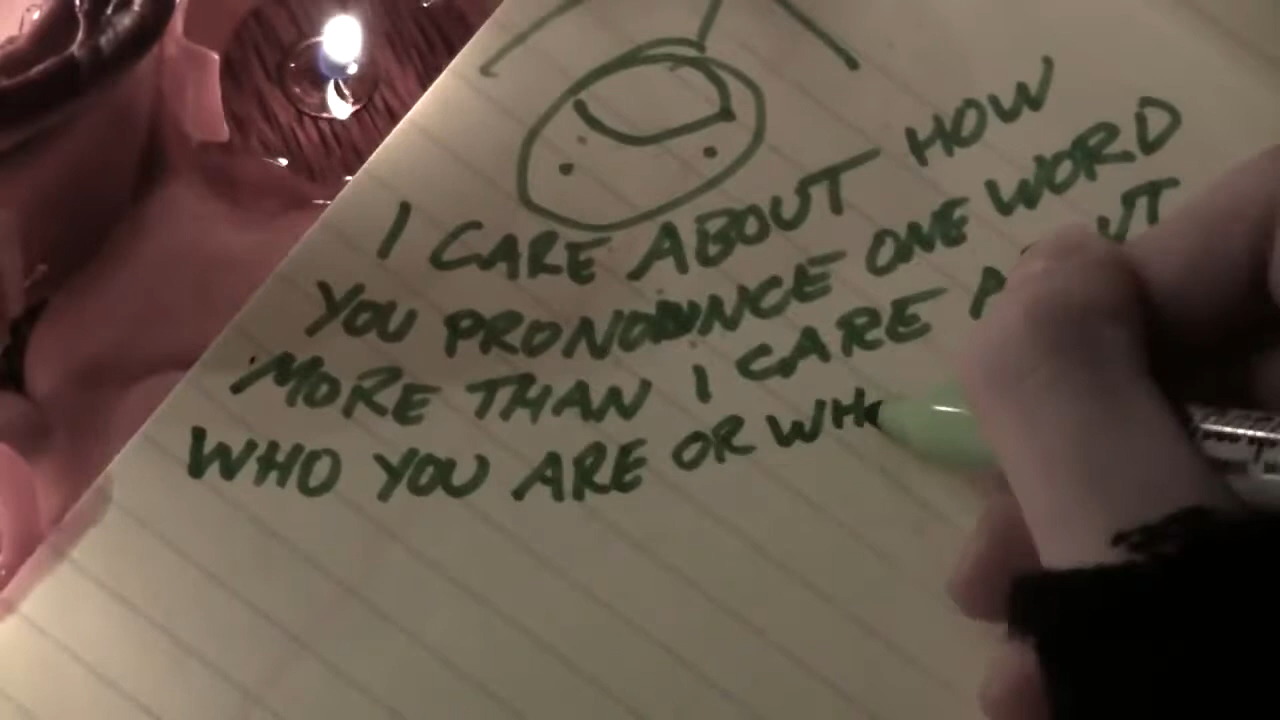 I CARE ABOUT HOW
YOU PRONOUNCE ONE WORD
MORE THAN I CARE
WHO YOU ARE OR